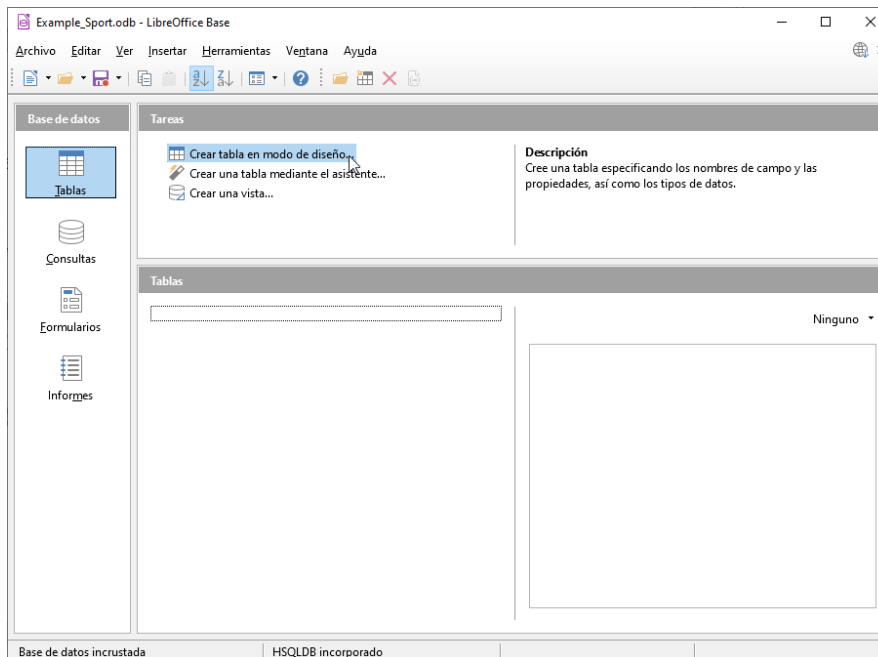 Example_Sport.odb - LibreOffice Base
Archivo Editar Ver Insertar Herramientas Ventana Ayuda
Base de datos
Tablas
Consultas
Formularios
Informes
Tareas
Crear tabla en modo de diseño...
Crear una tabla mediante el asistente...
Crear una vista...
Descripción
Cree una tabla especificando los nombres de campo y las
propiedades, así como los tipos de datos.
Tablas
Ninguno
Base de datos incrustada
HSQLDB incorporado